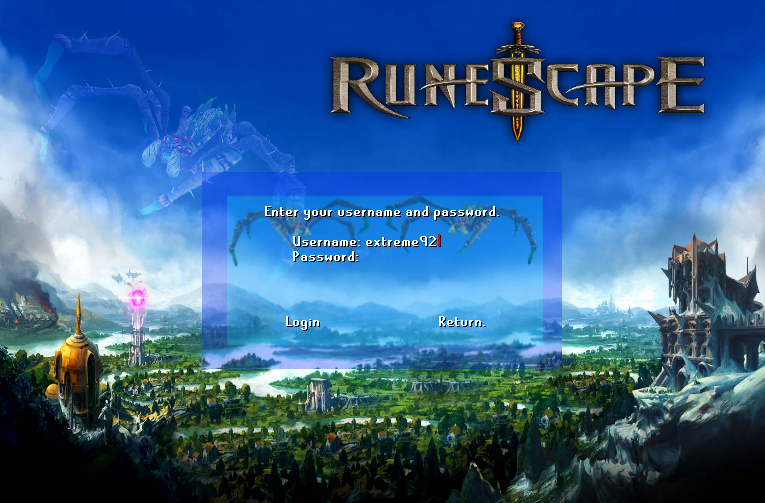 RUNESCAPE
Enter your username and password.
Username: extreme92
Password:
Login Return.